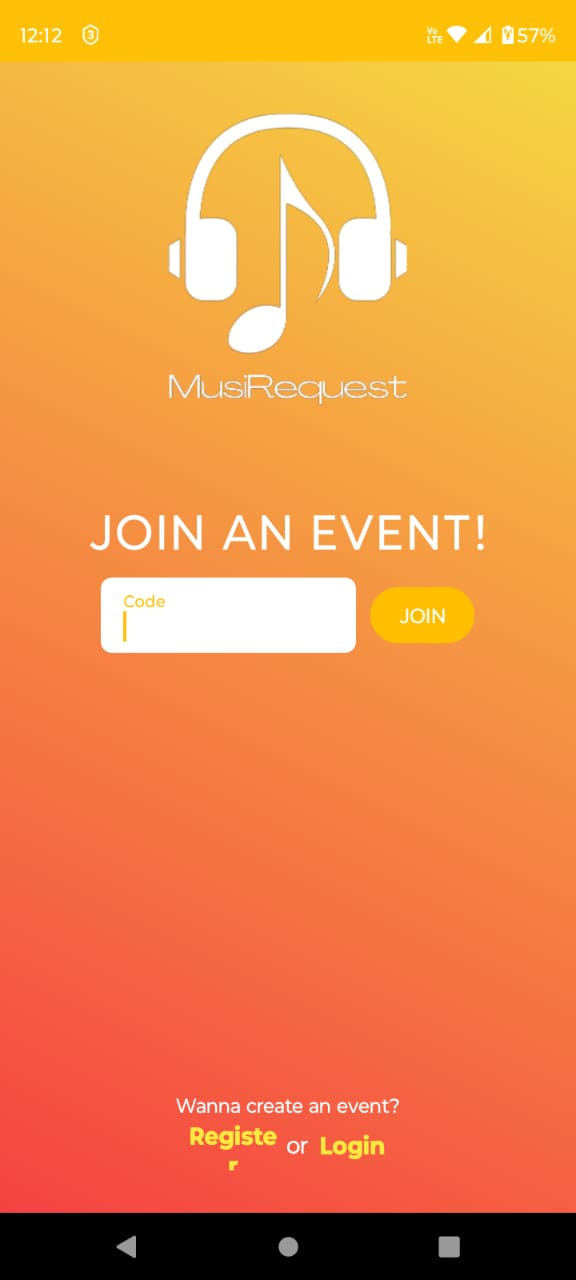 12:12
3
Vo
LTE
57%
MusiRequest
JOIN AN EVENT!
Code
JOIN
Wanna create an event?
Registe or Login
r